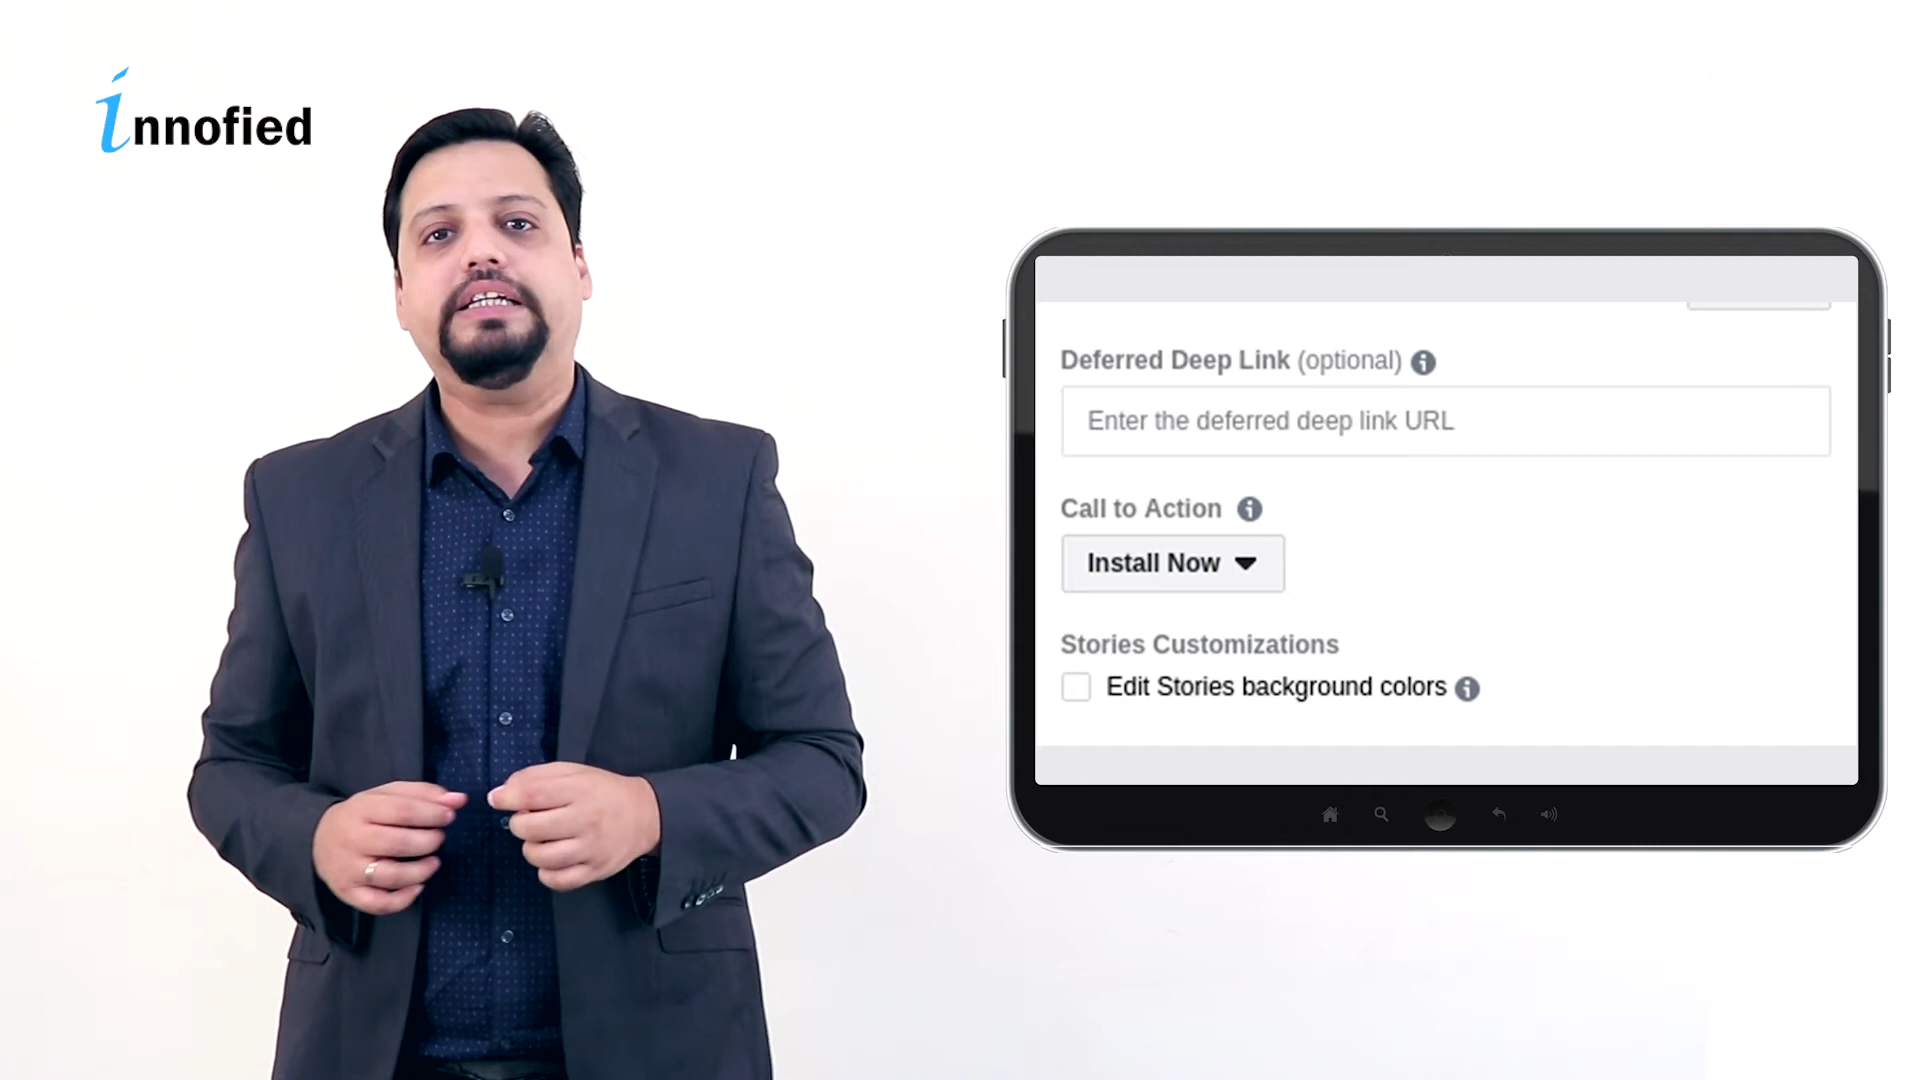 innofied
Deferred Deep Link (optional)
Enter the deferred deep link URL
Call to Action
Install Now
Stories Customizations
Edit Stories background colors